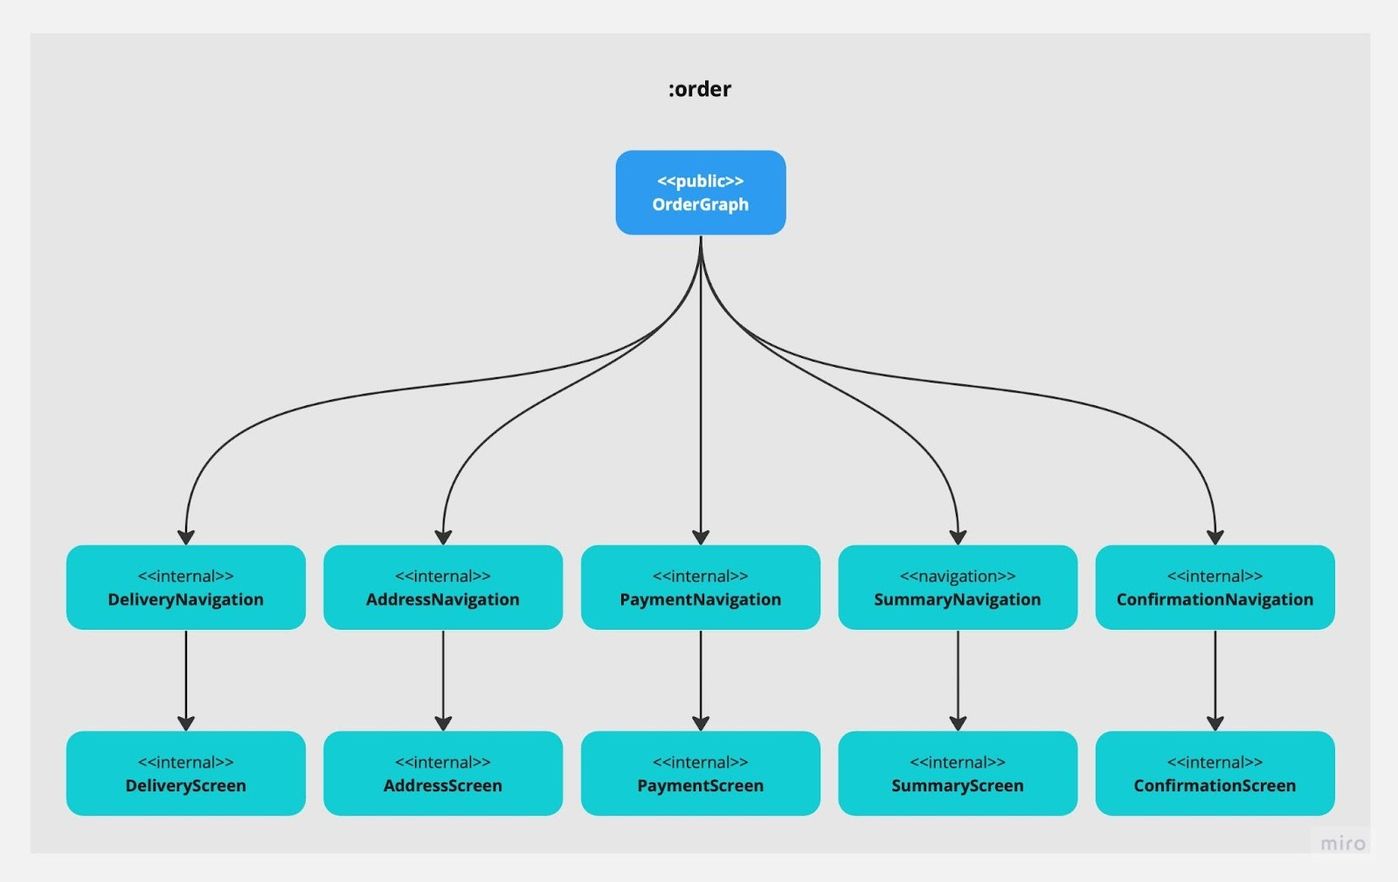 :order
<<public>>
OrderGraph
<<internal>>
DeliveryNavigation
<<internal>>
AddressNavigation
<<internal>>
PaymentNavigation
<<navigation>>
SummaryNavigation
<<internal>>
ConfirmationNavigation
<<internal>>
DeliveryScreen
<<internal>>
AddressScreen
<<internal>>
PaymentScreen
<<internal>>
SummaryScreen
<<internal>>
ConfirmationScreen
miro